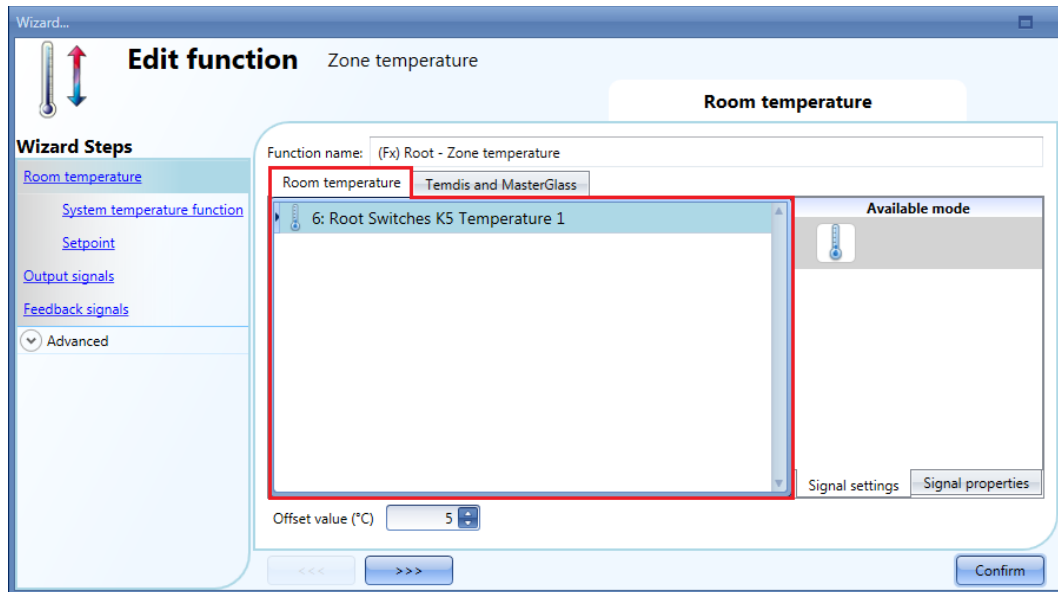 Wizard...
Edit function Zone temperature
Room temperature
Wizard Steps
Room temperature
System temperature function
Setpoint
Output signals
Feedback signals
Advanced
Function name: (Fx) Root - Zone temperature
Room temperature Temdis and MasterGlass
6: Root Switches K5 Temperature 1
Available mode
Signal settings Signal properties
Offset value (°C) 5
<<< >>> Confirm